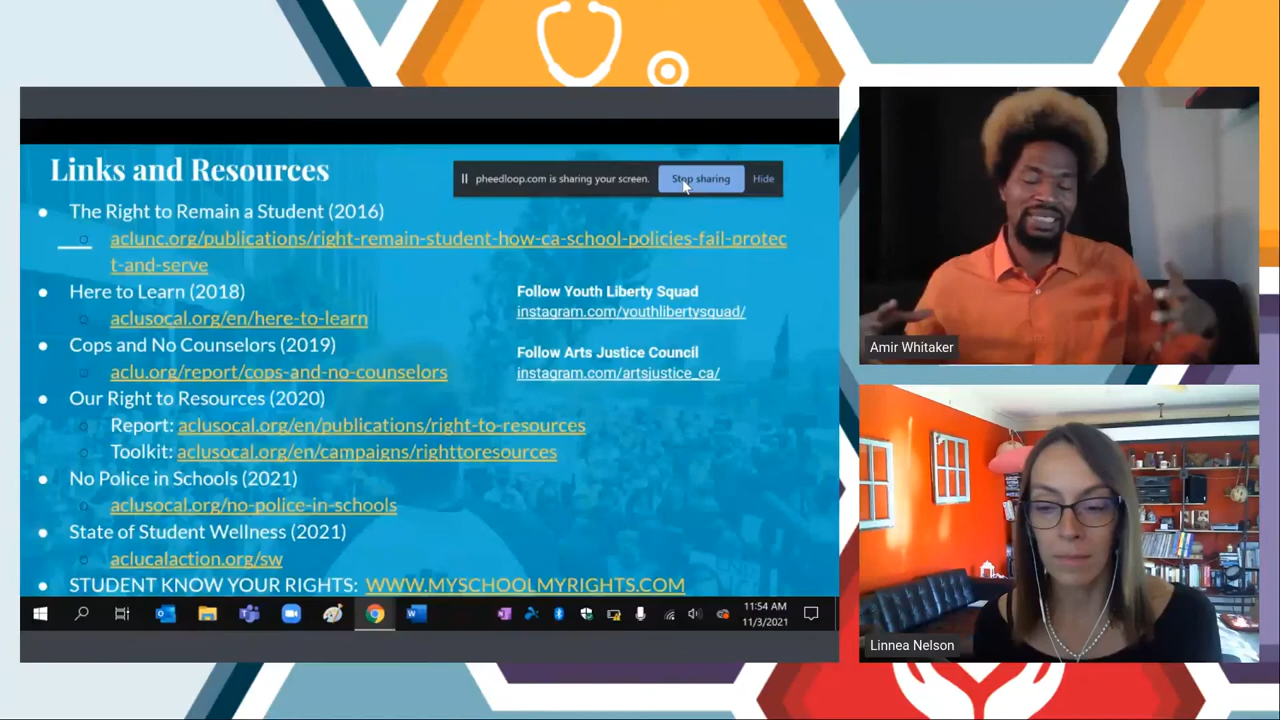 Links and Resources
pheedloop.com is sharing your screen.
Stop sharing
Hide
The Right to Remain a Student (2016)
aclunc.org/publications/right-remain-student-how-ca-school-policies-fail-protec
t-and-serve
Here to Learn (2018)
aclusocal.org/en/here-to-learn
Cops and No Counselors (2019)
aclu.org/report/cops-and-no-counselors
Our Right to Resources (2020)
Report: aclusocal.org/en/publications/right-to-resources
Toolkit: aclusocal.org/en/campaigns/righttoresources
No Police in Schools (2021)
aclusocal.org/no-police-in-schools
State of Student Wellness (2021)
aclucalaction.org/sw
STUDENT KNOW YOUR RIGHTS: WWW.MYSCHOOLMYRIGHTS.COM
Follow Youth Liberty Squad
instagram.com/youthlibertysquad/
Follow Arts Justice Council
instagram.com/artsjustice_ca/
11:54 AM
11/3/2021
Amir Whitaker
Linnea Nelson